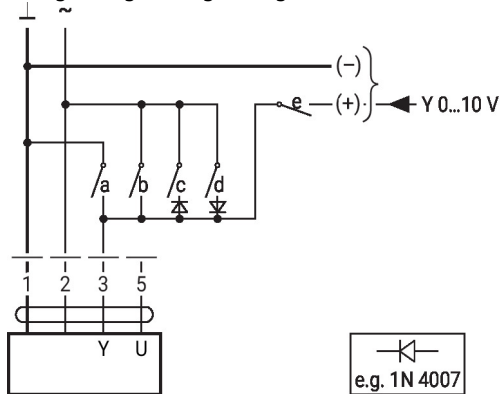 ⊥ ~
(–)
e (+) Y 0...10 V
a b c d
1 2 3 5
Y U
e.g. 1N 4007